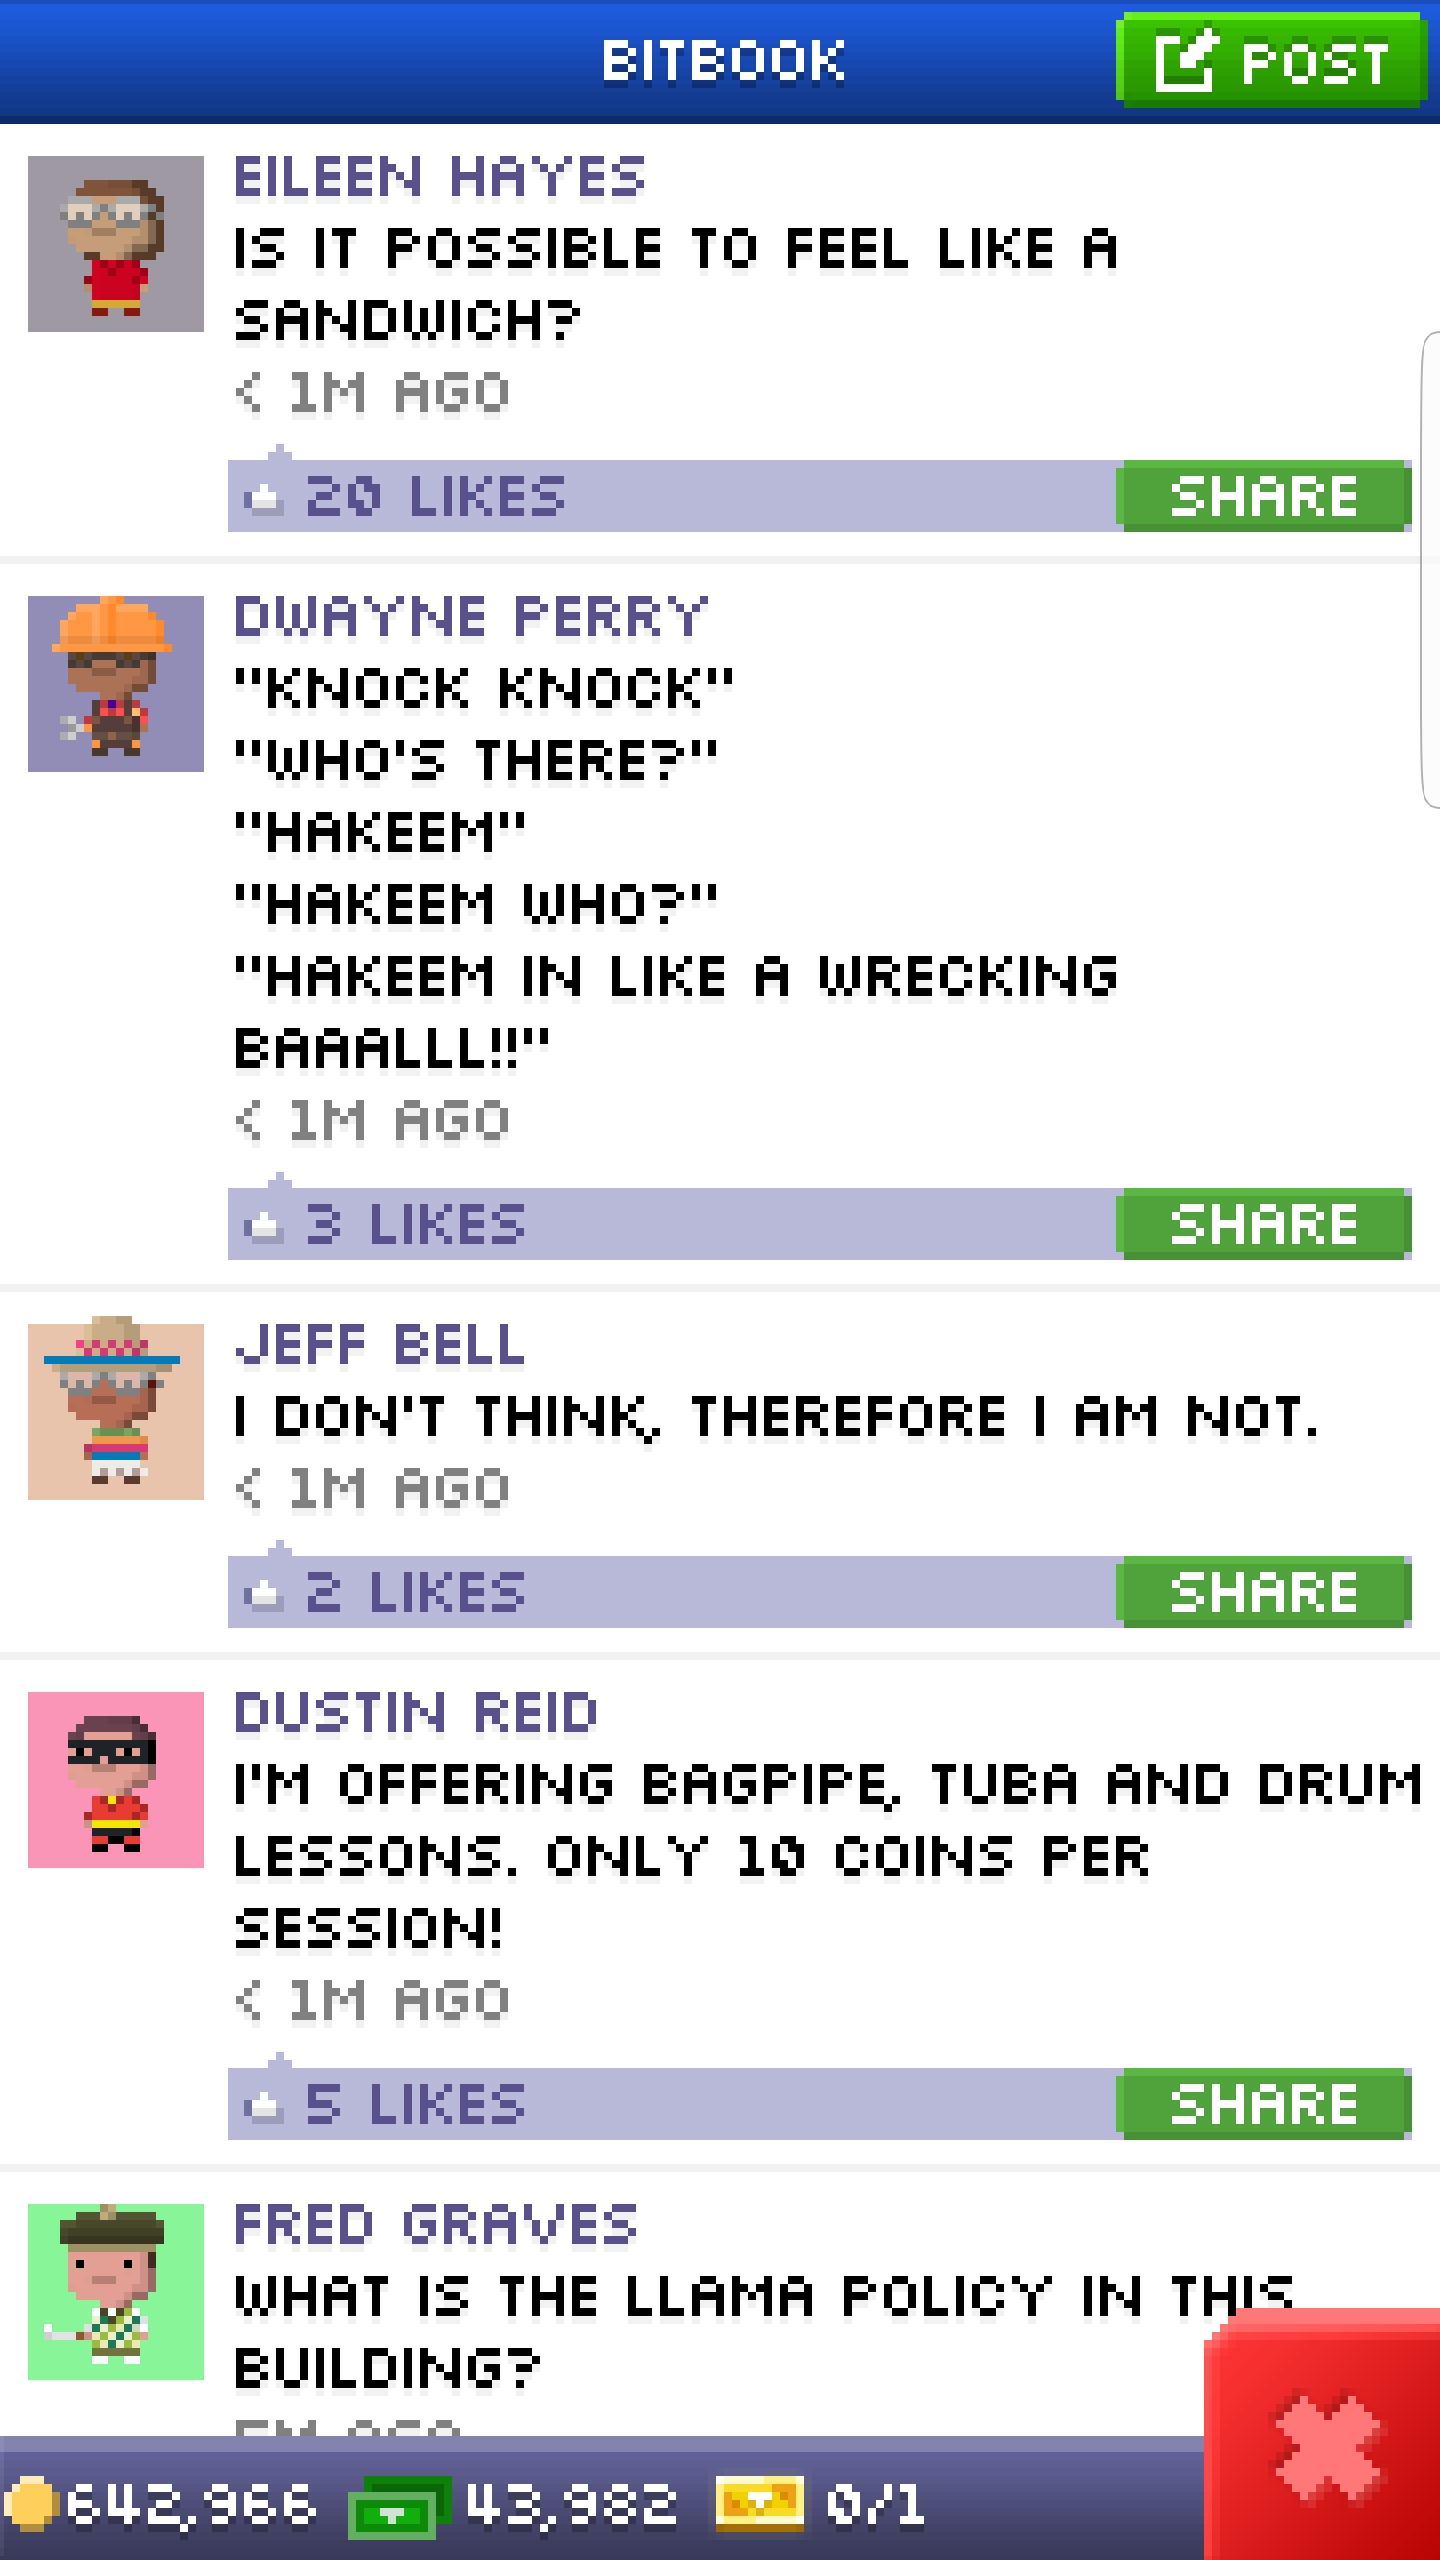 BITBOOK
POST
EILEEN HAYES
IS IT POSSIBLE TO FEEL LIKE A
SANDWICH?
< 1M AGO
20 LIKES
SHARE
DWAYNE PERRY
"KNOCK KNOCK"
"WHO'S THERE?"
"HAKEEM"
"HAKEEM WHO?"
"HAKEEM IN LIKE A WRECKING
BAAALLL!!"
< 1M AGO
3 LIKES
SHARE
JEFF BELL
I DON'T THINK, THEREFORE I AM NOT.
< 1M AGO
2 LIKES
SHARE
DUSTIN REID
I'M OFFERING BAGPIPE, TUBA AND DRUM
LESSONS. ONLY 10 COINS PER
SESSION!
< 1M AGO
5 LIKES
SHARE
FRED GRAVES
WHAT IS THE LLAMA POLICY IN THIS
BUILDING?
642,966 43,982 0/1